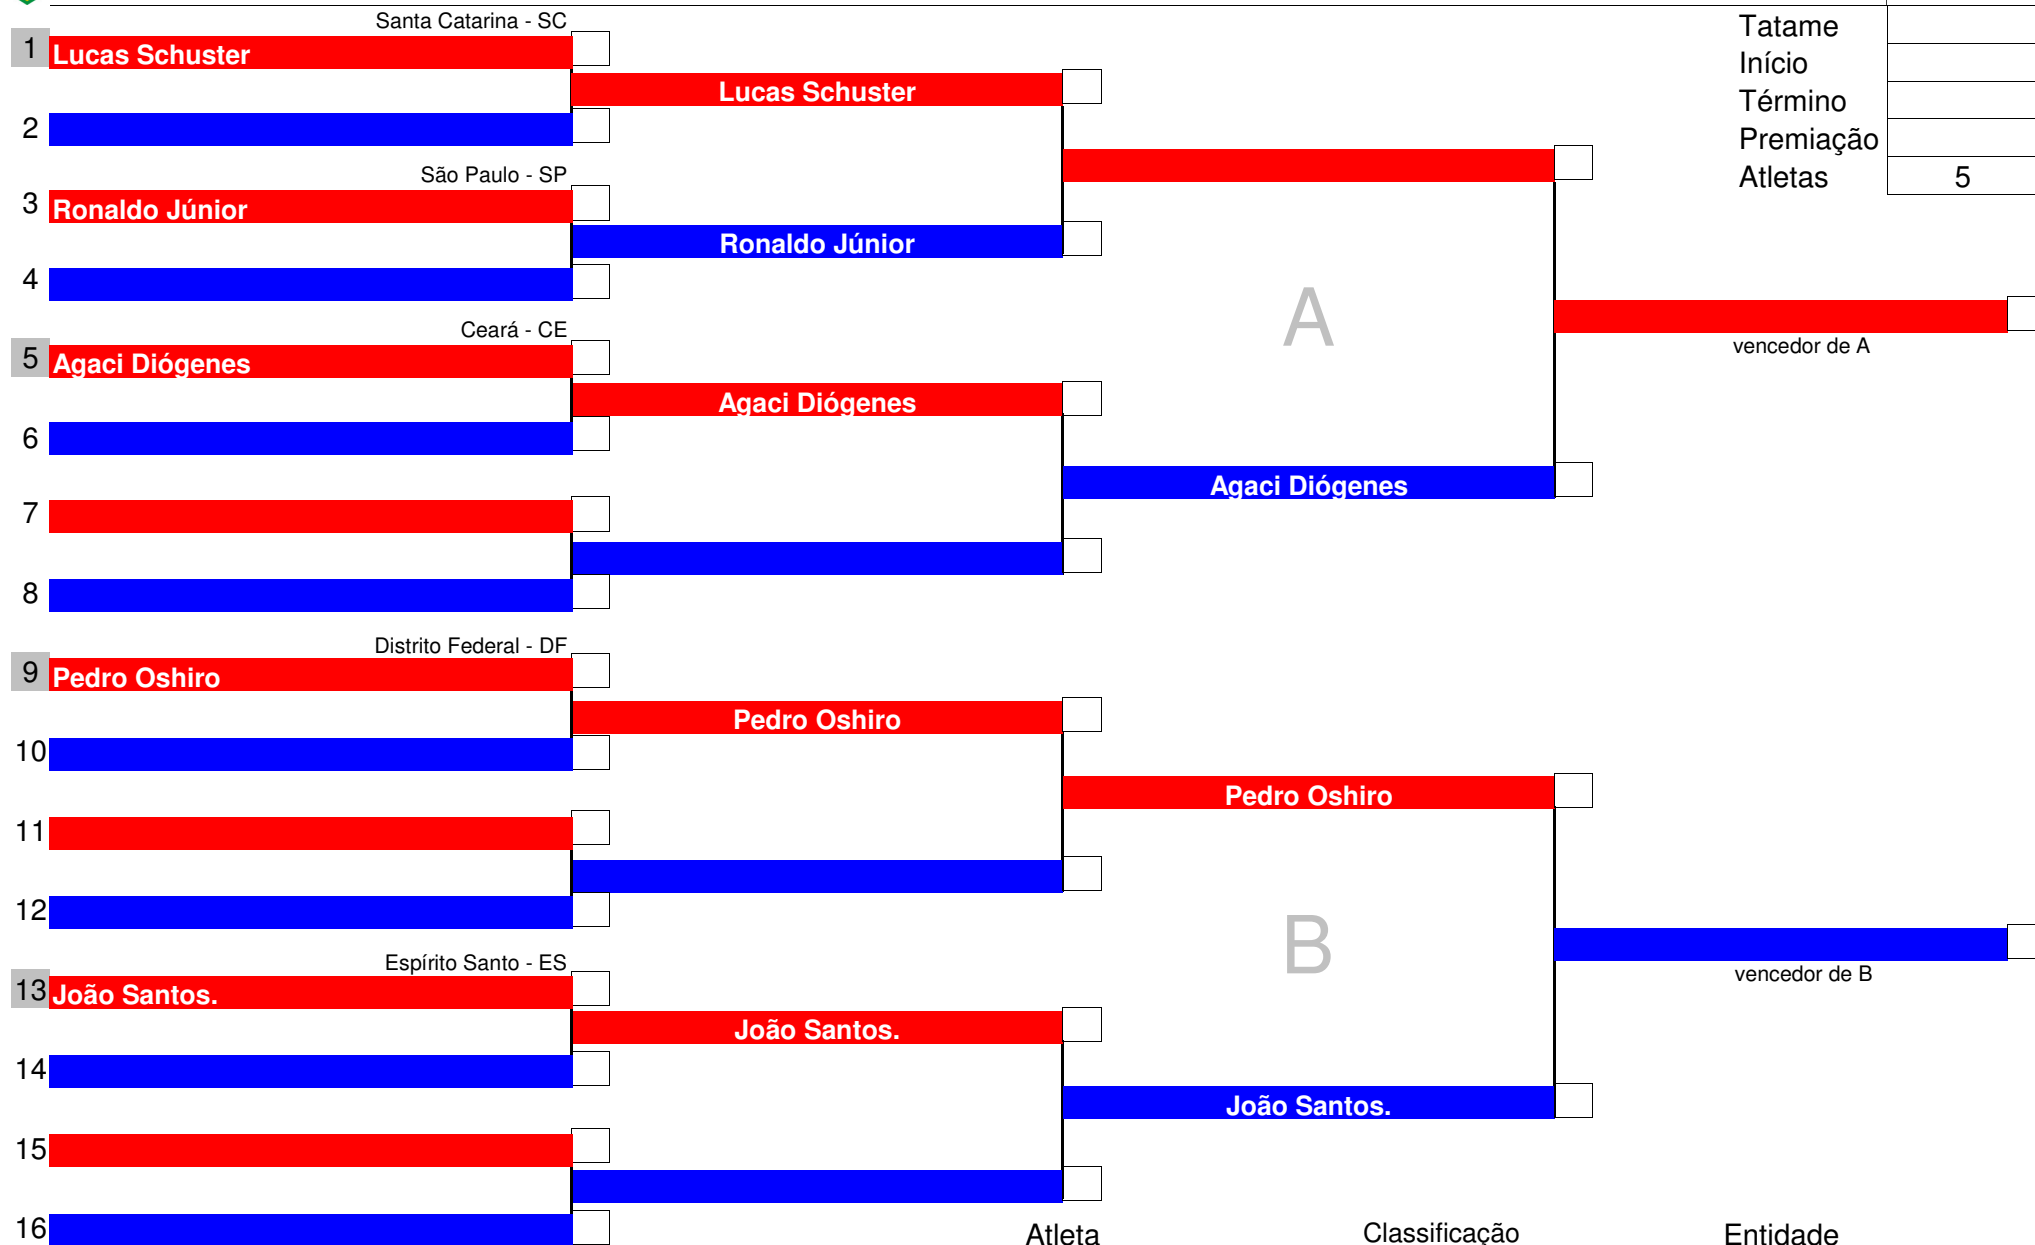 Santa Catarina - SC
1 Lucas Schuster
Lucas Schuster
2
São Paulo - SP
3 Ronaldo Júnior
Ronaldo Júnior
4
Ceará - CE
5 Agaci Diógenes
Agaci Diógenes
6
Agaci Diógenes
7
8
Distrito Federal - DF
9 Pedro Oshiro
Pedro Oshiro
10
Pedro Oshiro
11
12
Espírito Santo - ES
13 João Santos.
João Santos.
14
João Santos.
15
16
A
vencedor de A
B
vencedor de B
Tatame
Início
Término
Premiação
Atletas 5
Atleta Classificação Entidade